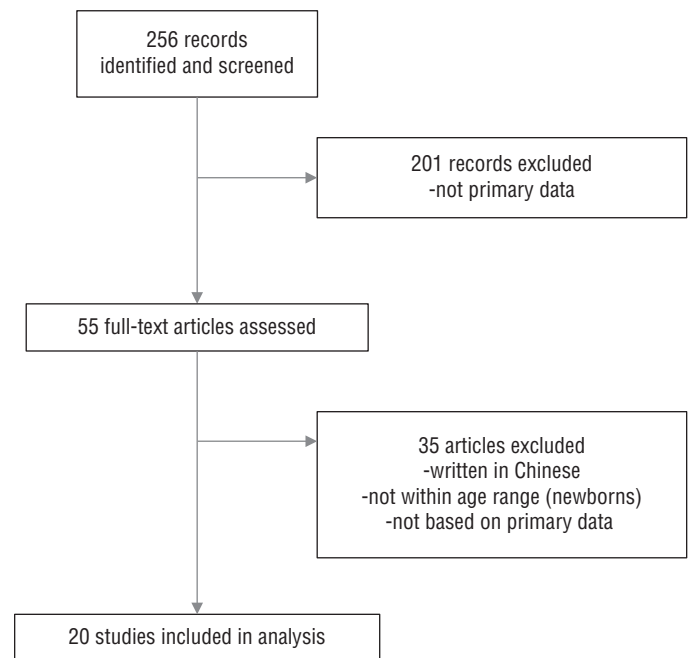 256 records
identified and screened
201 records excluded
-not primary data
55 full-text articles assessed
35 articles excluded
-written in Chinese
-not within age range (newborns)
-not based on primary data
20 studies included in analysis